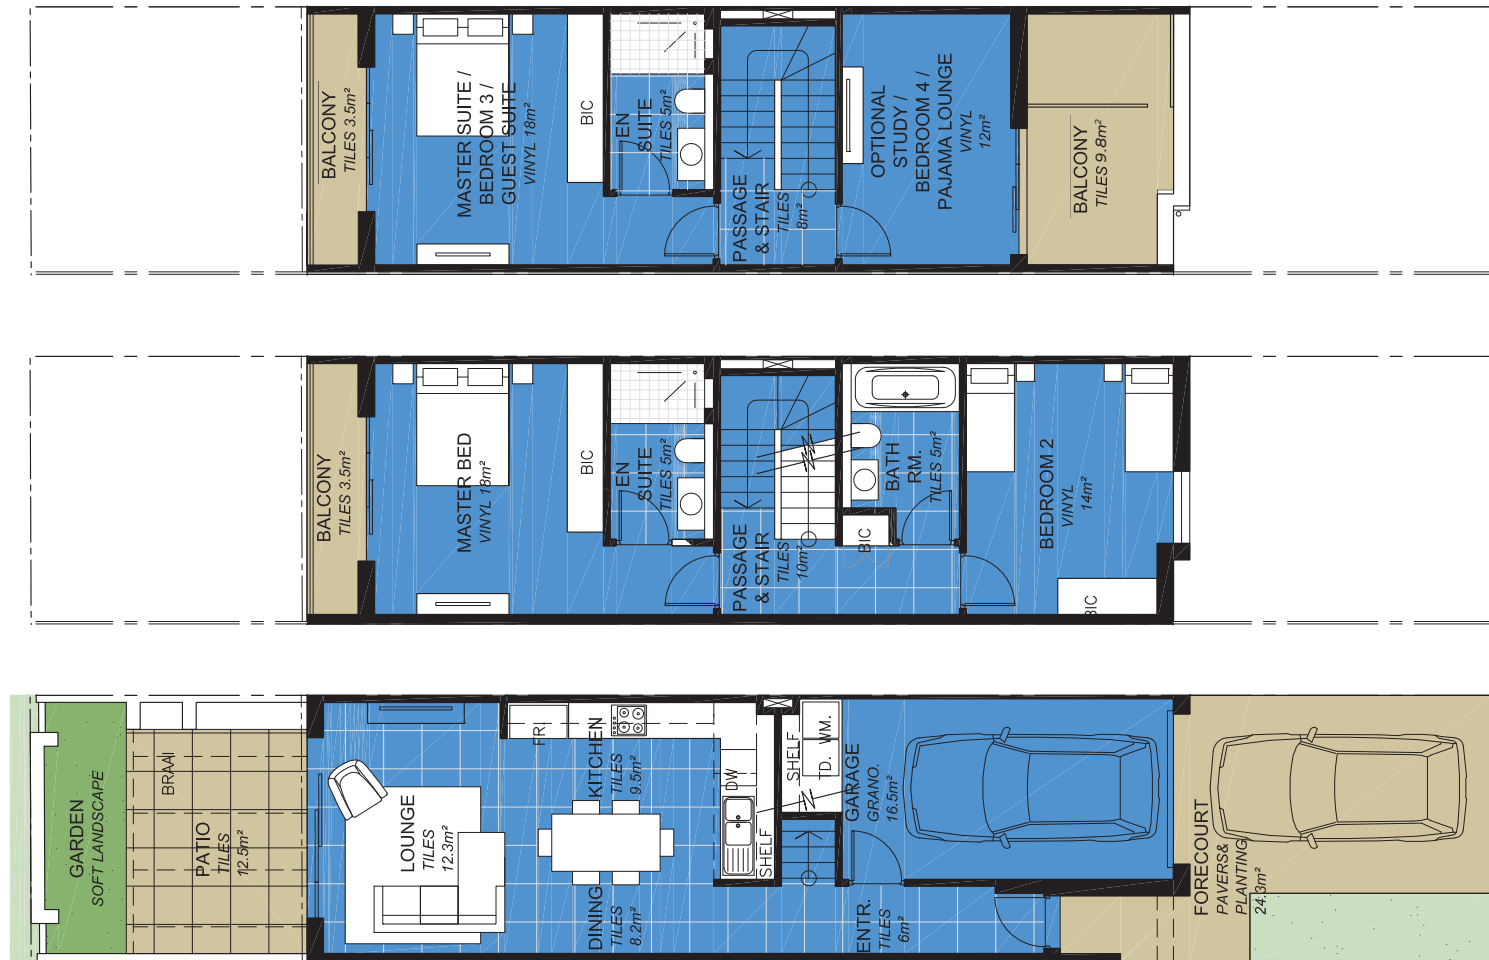 BALCONY
TILES 3.5m²
MASTER SUITE /
BEDROOM 3 /
GUEST SUITE
VINYL 18m²
BIC
EN
SUITE
TILES 5m²
PASSAGE
& STAIR
TILES
8m²
OPTIONAL
STUDY /
BEDROOM 4 /
PAJAMA LOUNGE
VINYL
12m²
BALCONY
TILES 9.8m²
BALCONY
TILES 3.5m²
MASTER BED
VINYL 18m²
BIC
EN
SUITE
TILES 5m²
PASSAGE
& STAIR
TILES
10m²
BATH
RM.
TILES 5m²
BIC
BEDROOM 2
VINYL
14m²
BIC
GARDEN
SOFT LANDSCAPE
BRAAI
PATIO
TILES
12.5m²
LOUNGE
TILES
12.3m²
FR.
KITCHEN
TILES
9.5m²
DINING
TILES
8.2m²
DW
SHELF
SHELF
TD. WM.
GARAGE
GRANO.
16.5m²
ENTR.
TILES
6m²
FORECOURT
PAVERS&
PLANTING
24.3m²